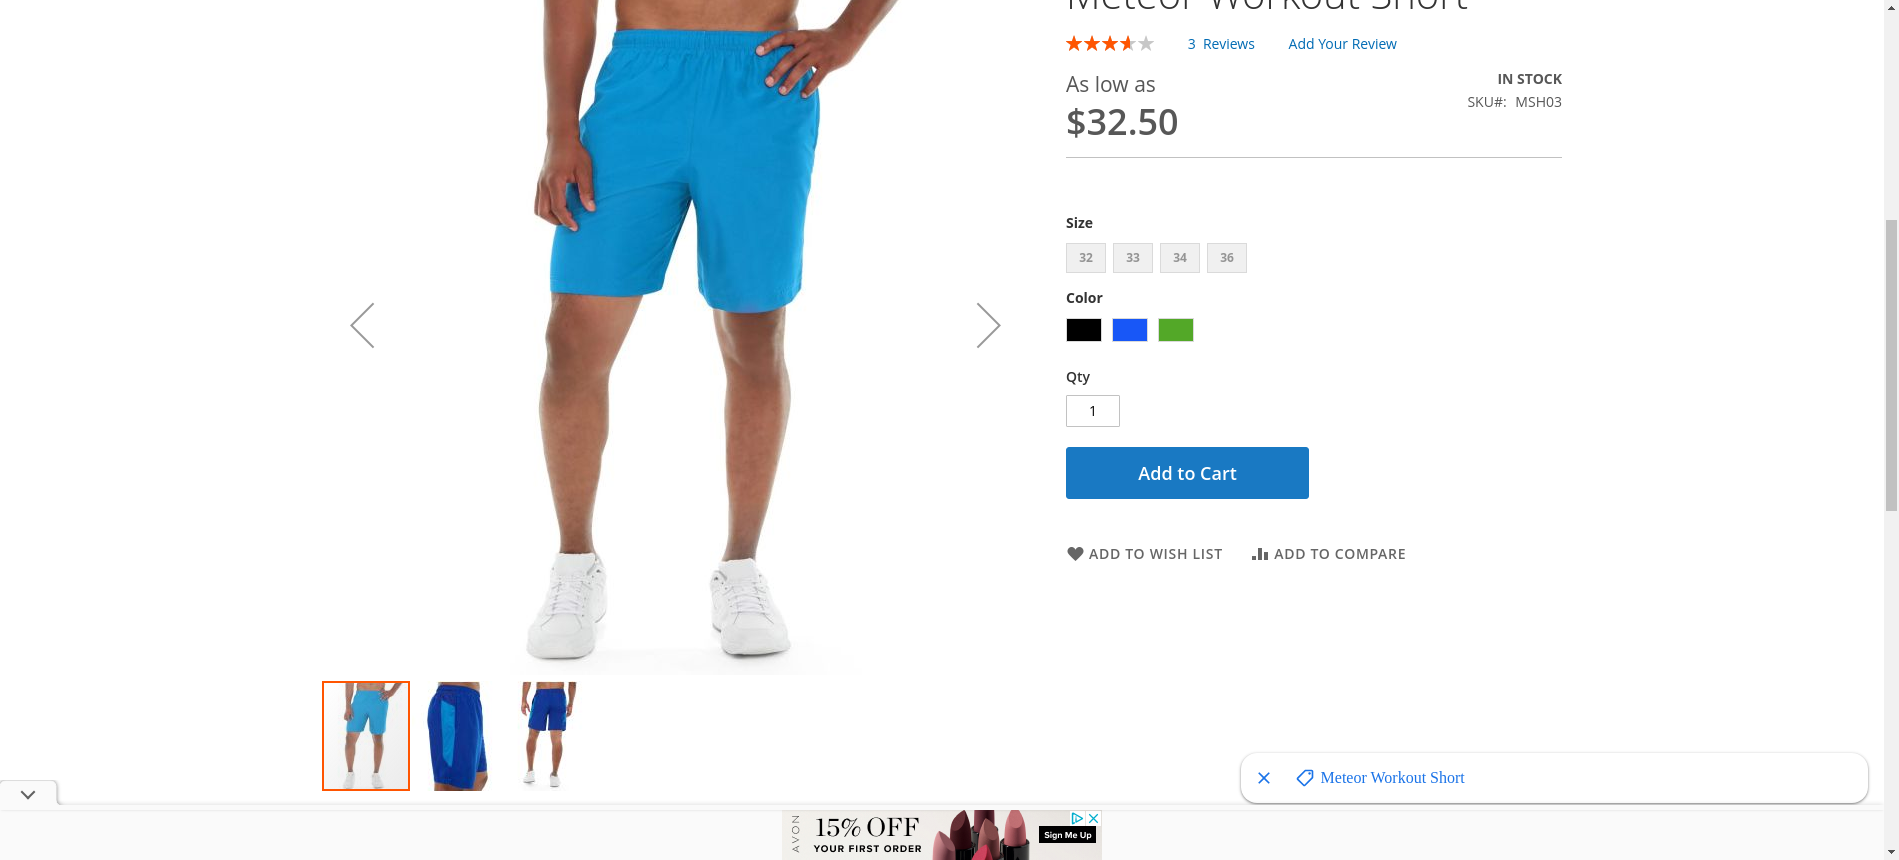 Meteor Workout Short
3 Reviews Add Your Review
As low as
IN STOCK
$32.50
SKU#: MSH03
Size
32 33 34 36
Color
Qty
1
Add to Cart
ADD TO WISH LIST ADD TO COMPARE
Meteor Workout Short
AVON
15% OFF
YOUR FIRST ORDER
Sign Me Up